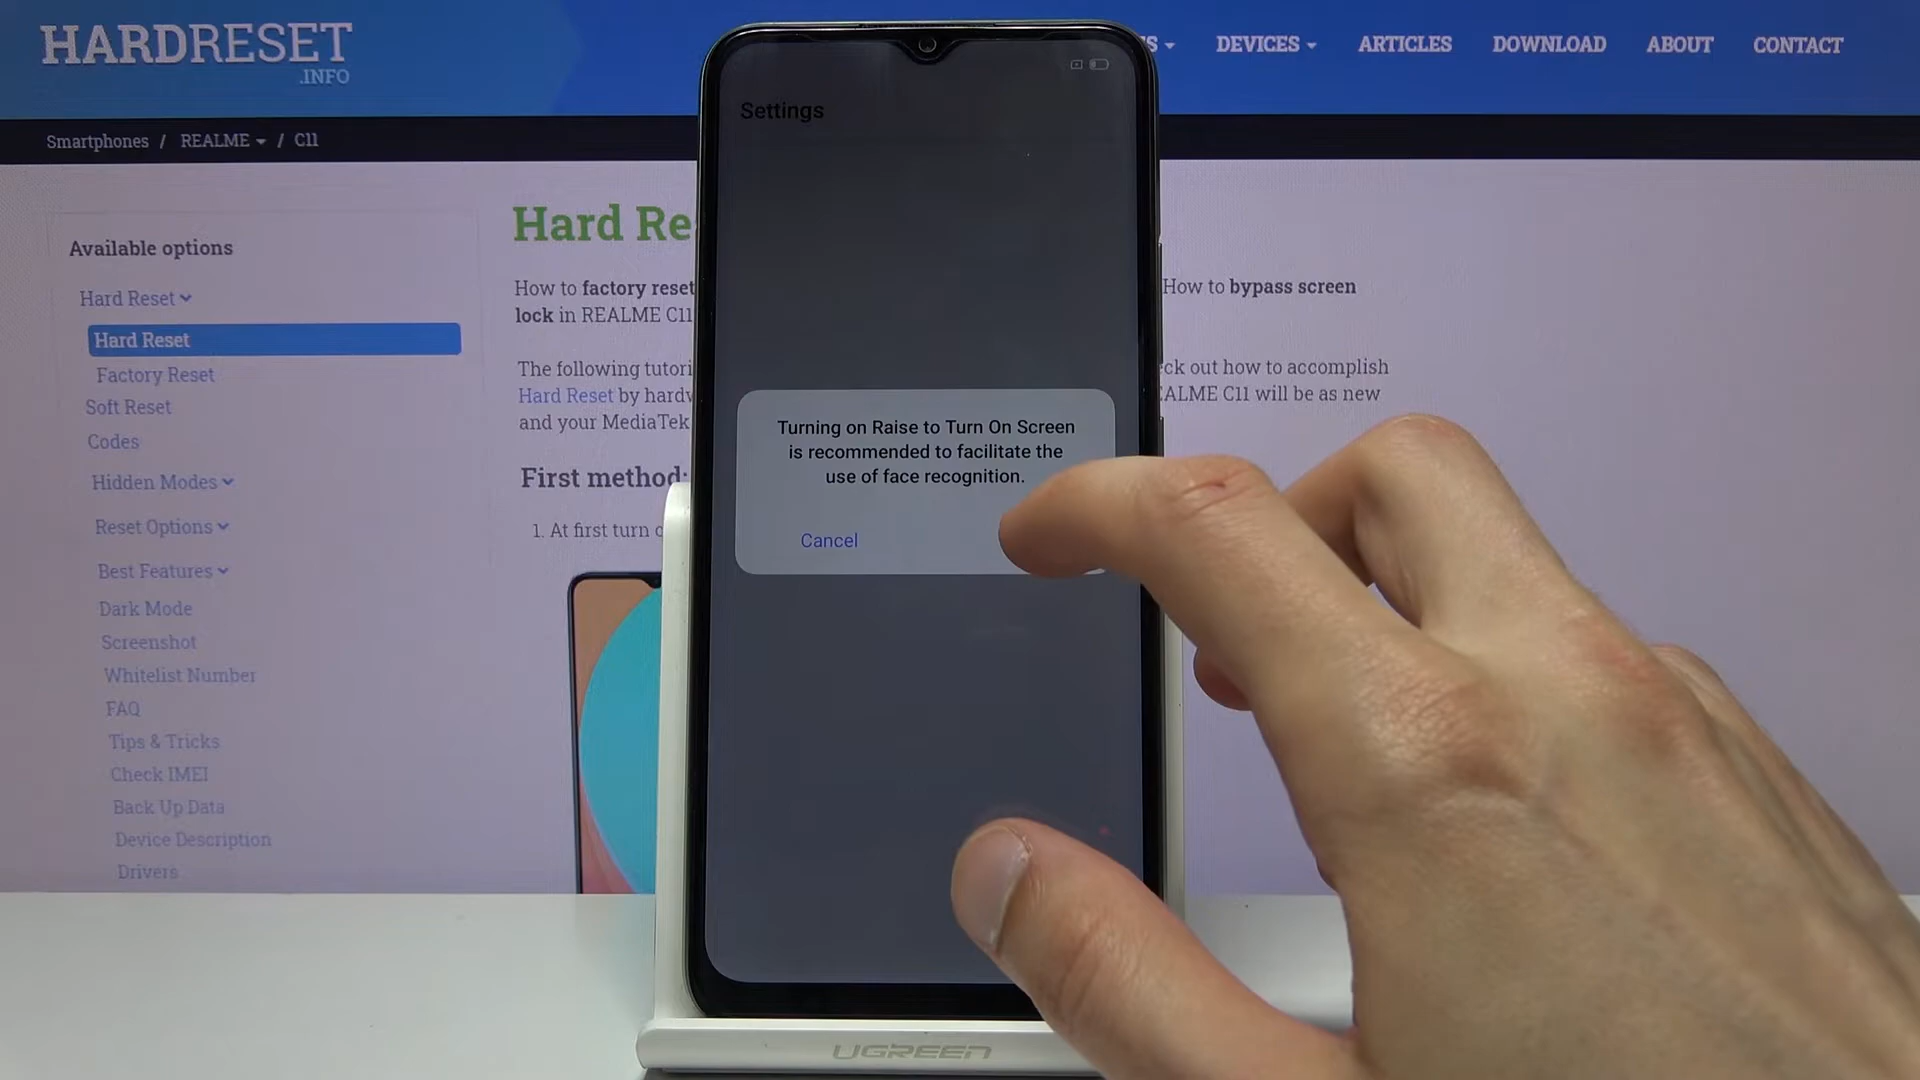 HARDRESET
.INFO
DEVICES
ARTICLES
DOWNLOAD
ABOUT
CONTACT
Smartphones / REALME / C11
Settings
Available options
Hard Reset
Hard Reset
Factory Reset
Soft Reset
Codes
Hidden Modes
Reset Options
Best Features
Dark Mode
Screenshot
Whitelist Number
FAQ
Tips & Tricks
Check IMEI
Back Up Data
Device Description
Drivers
Hard
How to factory reset
How to bypass screen
lock in REALME C11
The following
out how to accomplish
Hard Reset by
C11 will be as new
and your MediaTek
First method:
1. At first turn
Turning on Raise to Turn On Screen
is recommended to facilitate the
use of face recognition.
Cancel
UGREEN